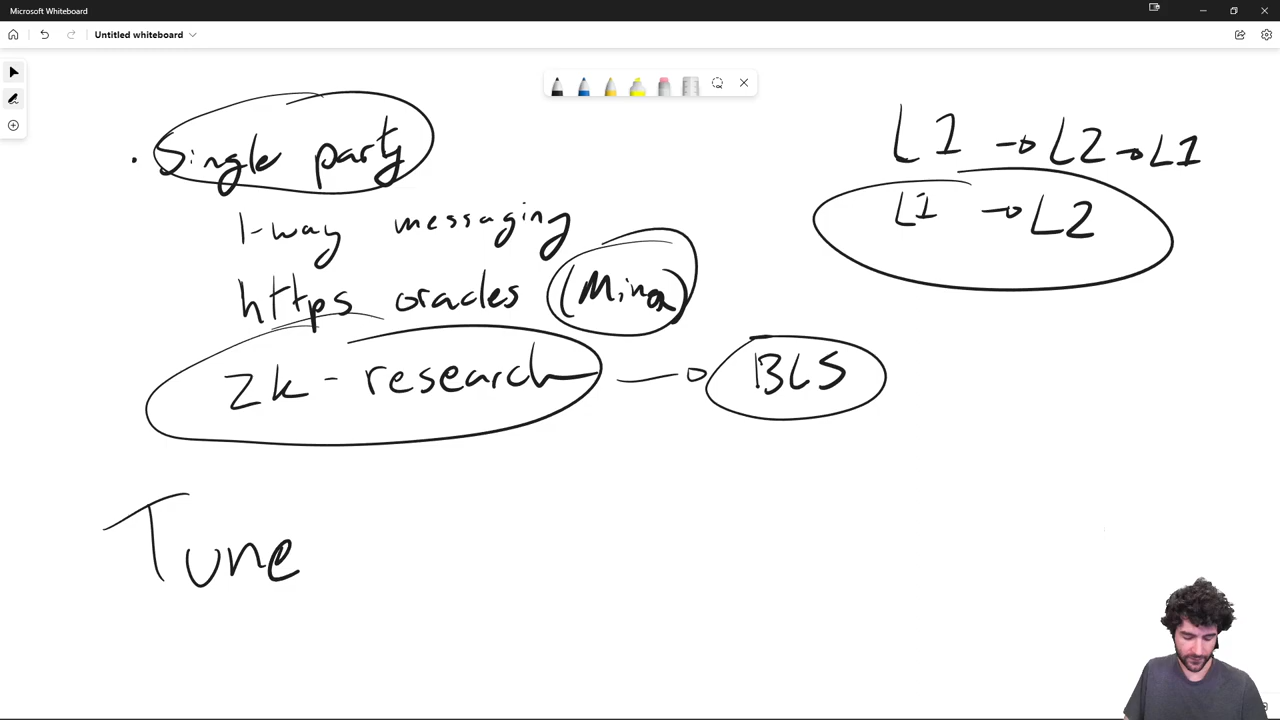 Microsoft Whiteboard
Untitled whiteboard
• Single party
1-way messaging
https oracles (Mina)
zk-research → BLS
Tune
L1 → L2 → L1
L1 → L2